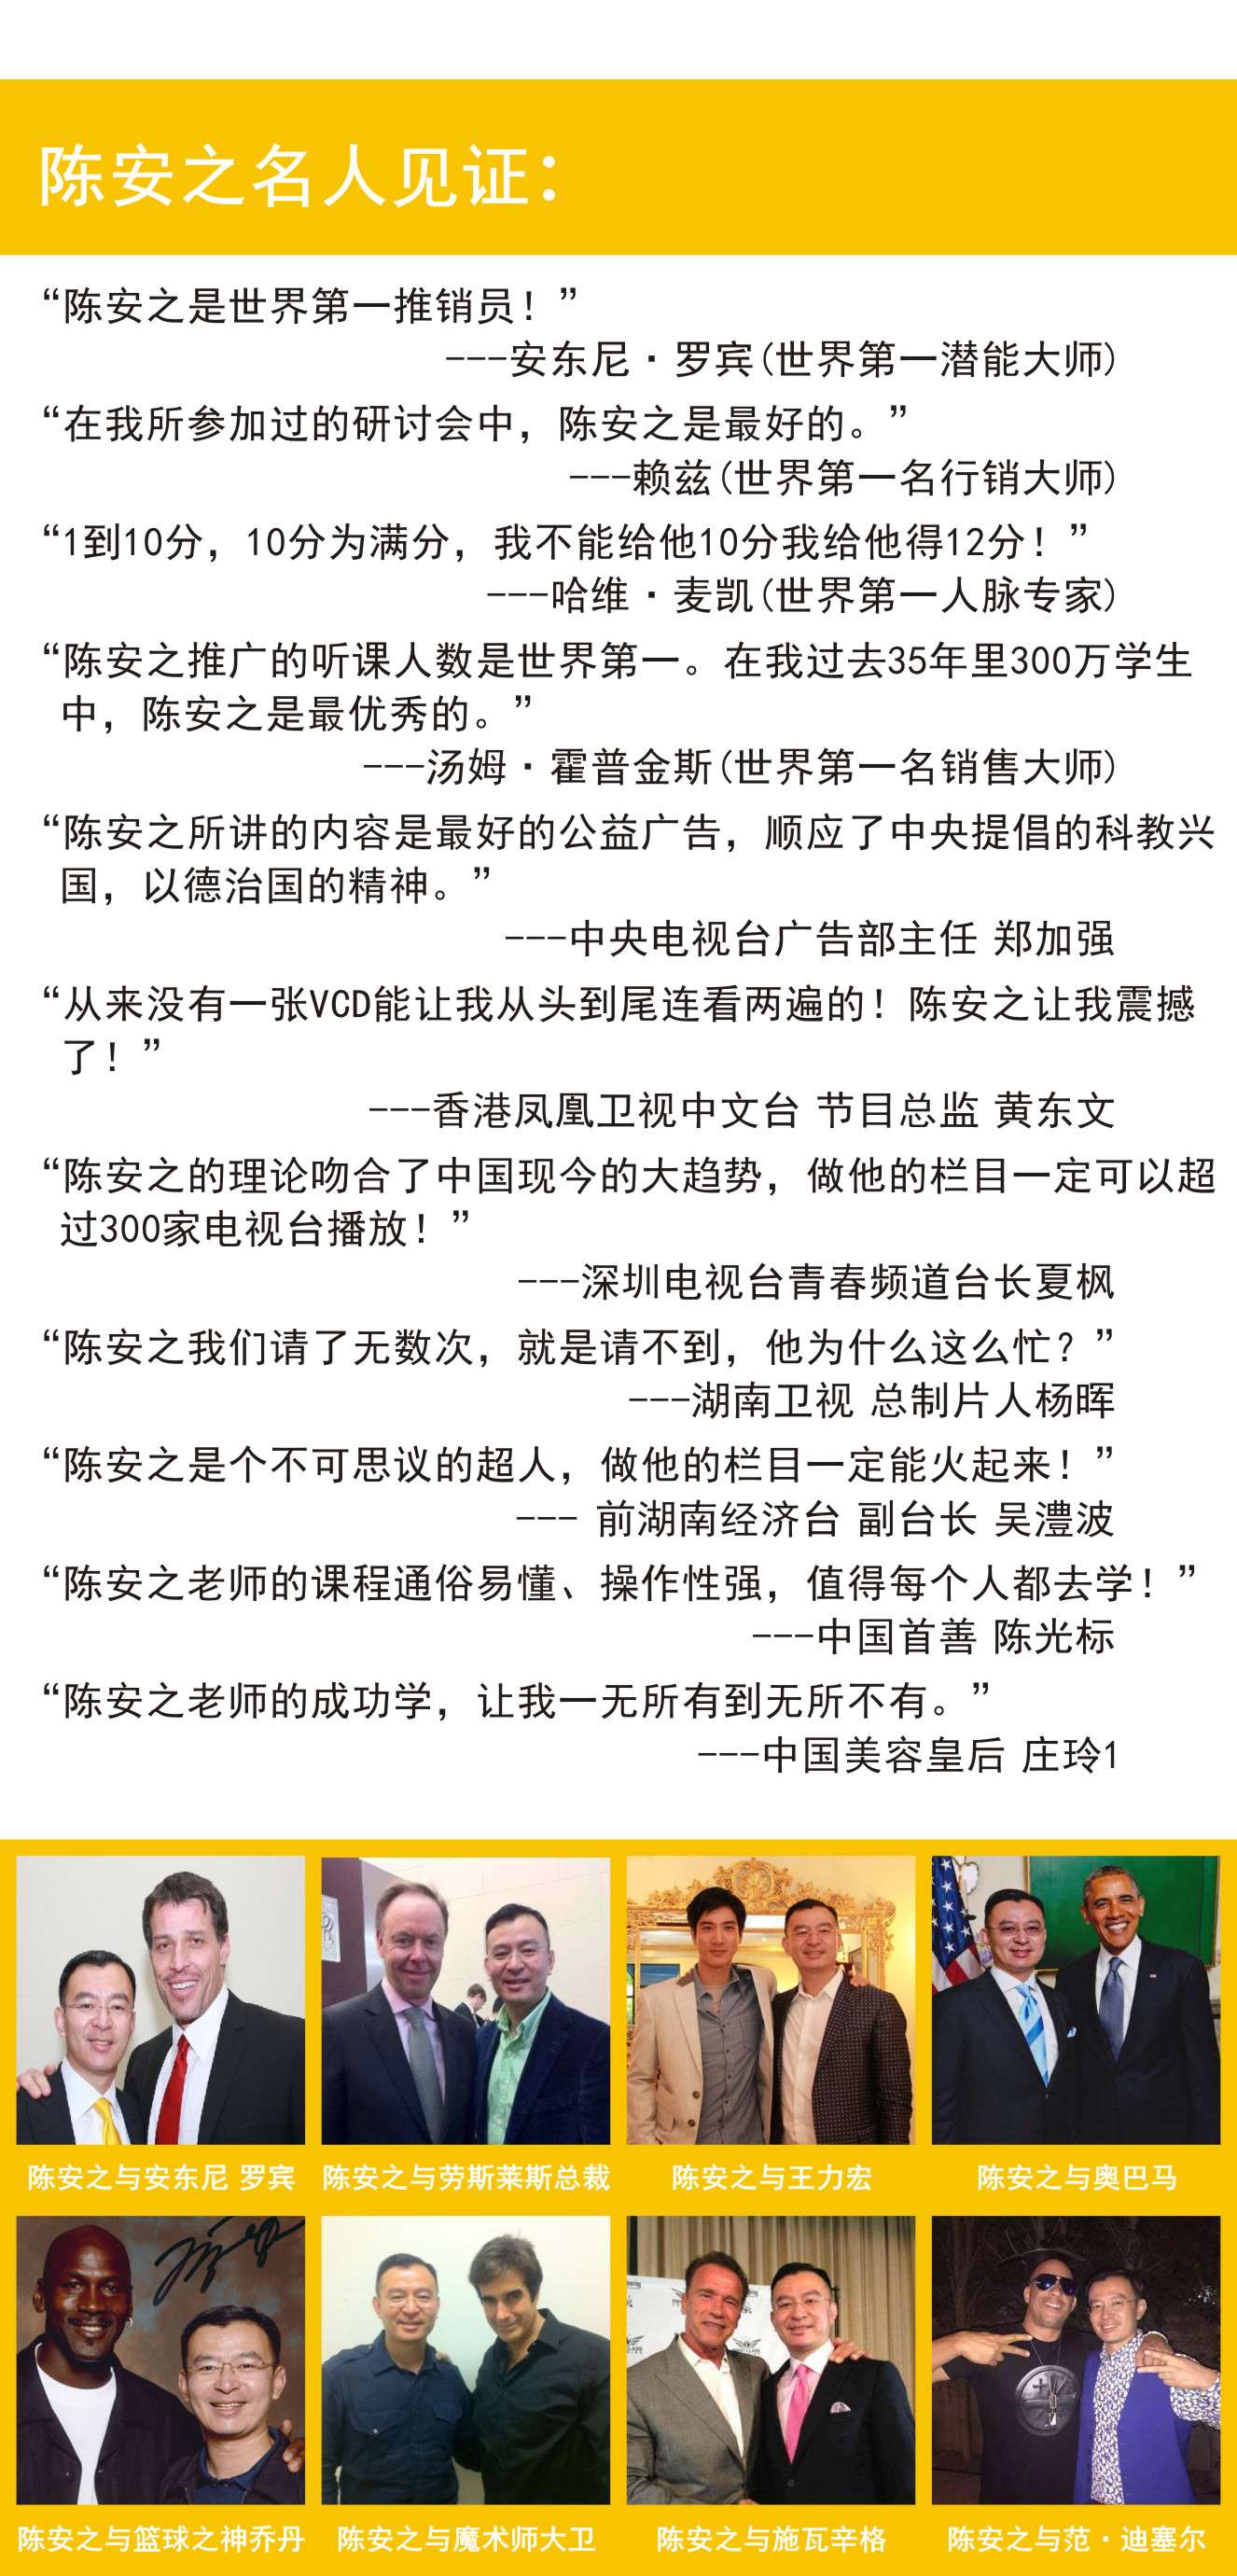 陈安之名人见证：
“陈安之是世界第一推销员！”
---安东尼·罗宾(世界第一潜能大师)
“在我所参加过的研讨会中，陈安之是最好的。”
---赖兹(世界第一名行销大师)
“1到10分，10分为满分，我不能给他10分我给他得12分！”
---哈维·麦凯(世界第一人脉专家)
“陈安之推广的听课人数是世界第一。在我过去35年里300万学生
中，陈安之是最优秀的。”
---汤姆·霍普金斯(世界第一名销售大师)
“陈安之所讲的内容是最好的公益广告，顺应了中央提倡的科教兴
国，以德治国的精神。”
---中央电视台广告部主任 郑加强
“从来没有一张VCD能让我从头到尾连看两遍的！陈安之让我震撼
了！”
---香港凤凰卫视中文台 节目总监 黄东文
“陈安之的理论吻合了中国现今的大趋势，做他的栏目一定可以超
过300家电视台播放！”
---深圳电视台青春频道台长夏枫
“陈安之我们请了无数次，就是请不到，他为什么这么忙？”
---湖南卫视 总制片人杨晖
“陈安之是个不可思议的超人，做他的栏目一定能火起来！”
--- 前湖南经济台 副台长 吴澧波
“陈安之老师的课程通俗易懂、操作性强，值得每个人都去学！”
---中国首善 陈光标
“陈安之老师的成功学，让我一无所有到无所不有。”
---中国美容皇后 庄玲1
陈安之与安东尼 罗宾
陈安之与劳斯莱斯总裁
陈安之与王力宏
陈安之与奥巴马
陈安之与篮球之神乔丹
陈安之与魔术师大卫
陈安之与施瓦辛格
陈安之与范·迪塞尔